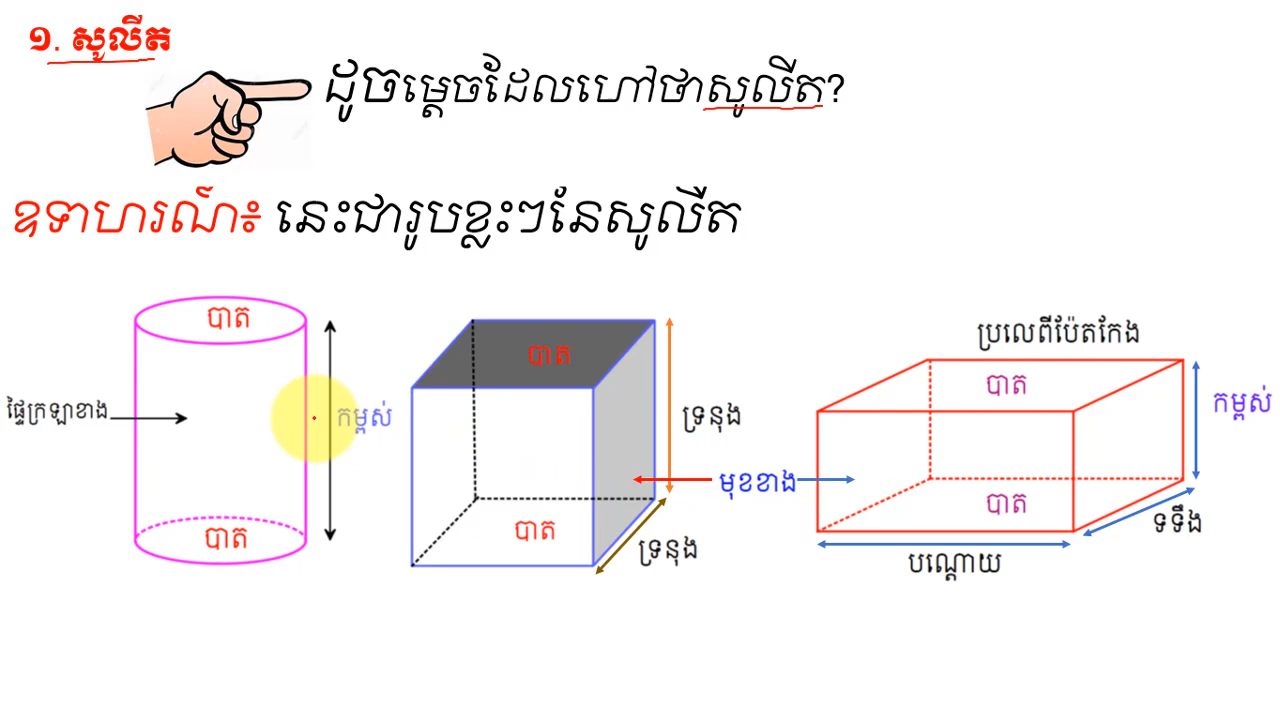 ១. សូលីត
ដូចម្ដេចដែលហៅថាសូលីត?
ឧទាហរណ៍៖ នេះជារូបខ្លះៗនៃសូលីត
បាត
ផ្ទៃក្រឡាខាង
កម្ពស់
បាត
បាត
ទ្រនុង
មុខខាង
បាត
ទ្រនុង
ប្រលេពីប៉ែតកែង
បាត
កម្ពស់
បាត
ទទឹង
បណ្ដោយ